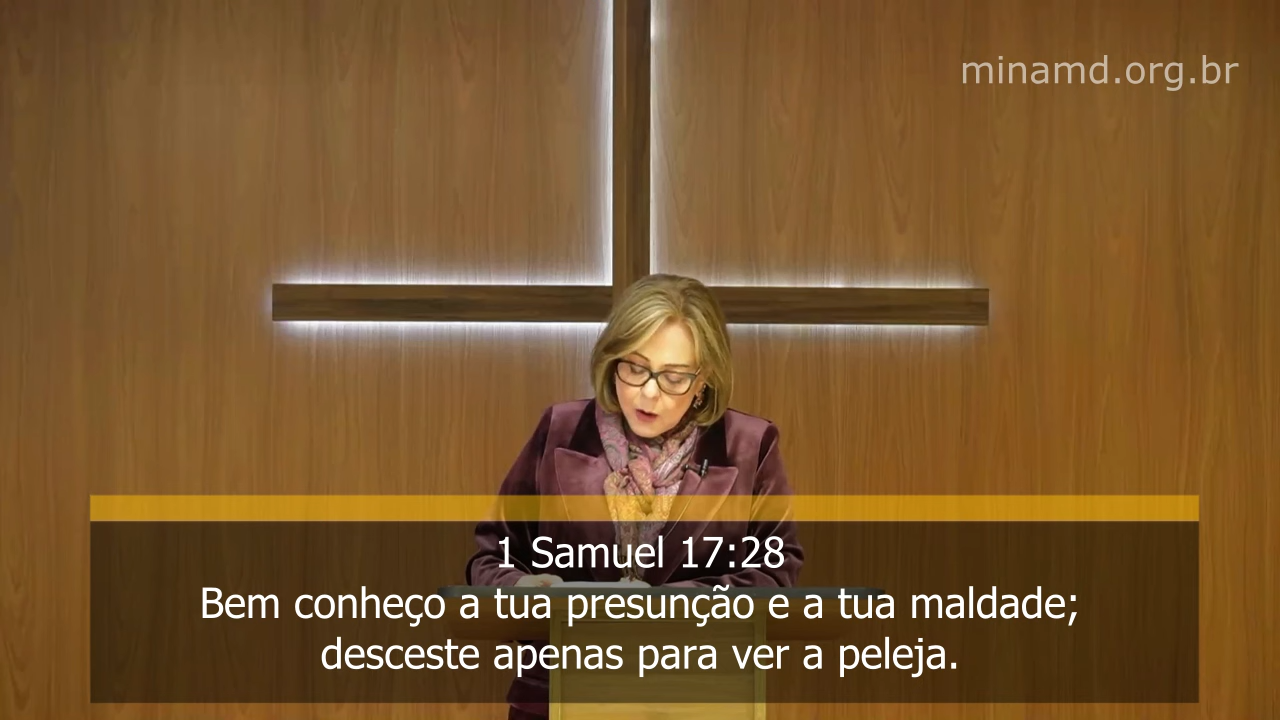 minamd.org.br
1 Samuel 17:28
Bem conheço a tua presunção e a tua maldade;
desceste apenas para ver a peleja.